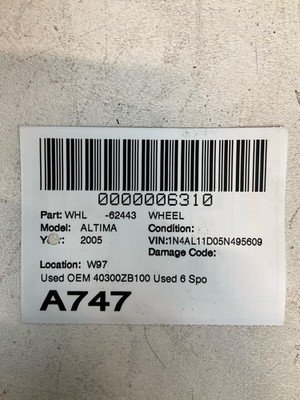 0000006310
Part: WHL -62443 WHEEL
Model: ALTIMA Condition:
2005 VIN:1N4AL11D05N495609
Damage Code:
Location: W97
Used OEM 40300ZB100 Used 6 Spo
A747